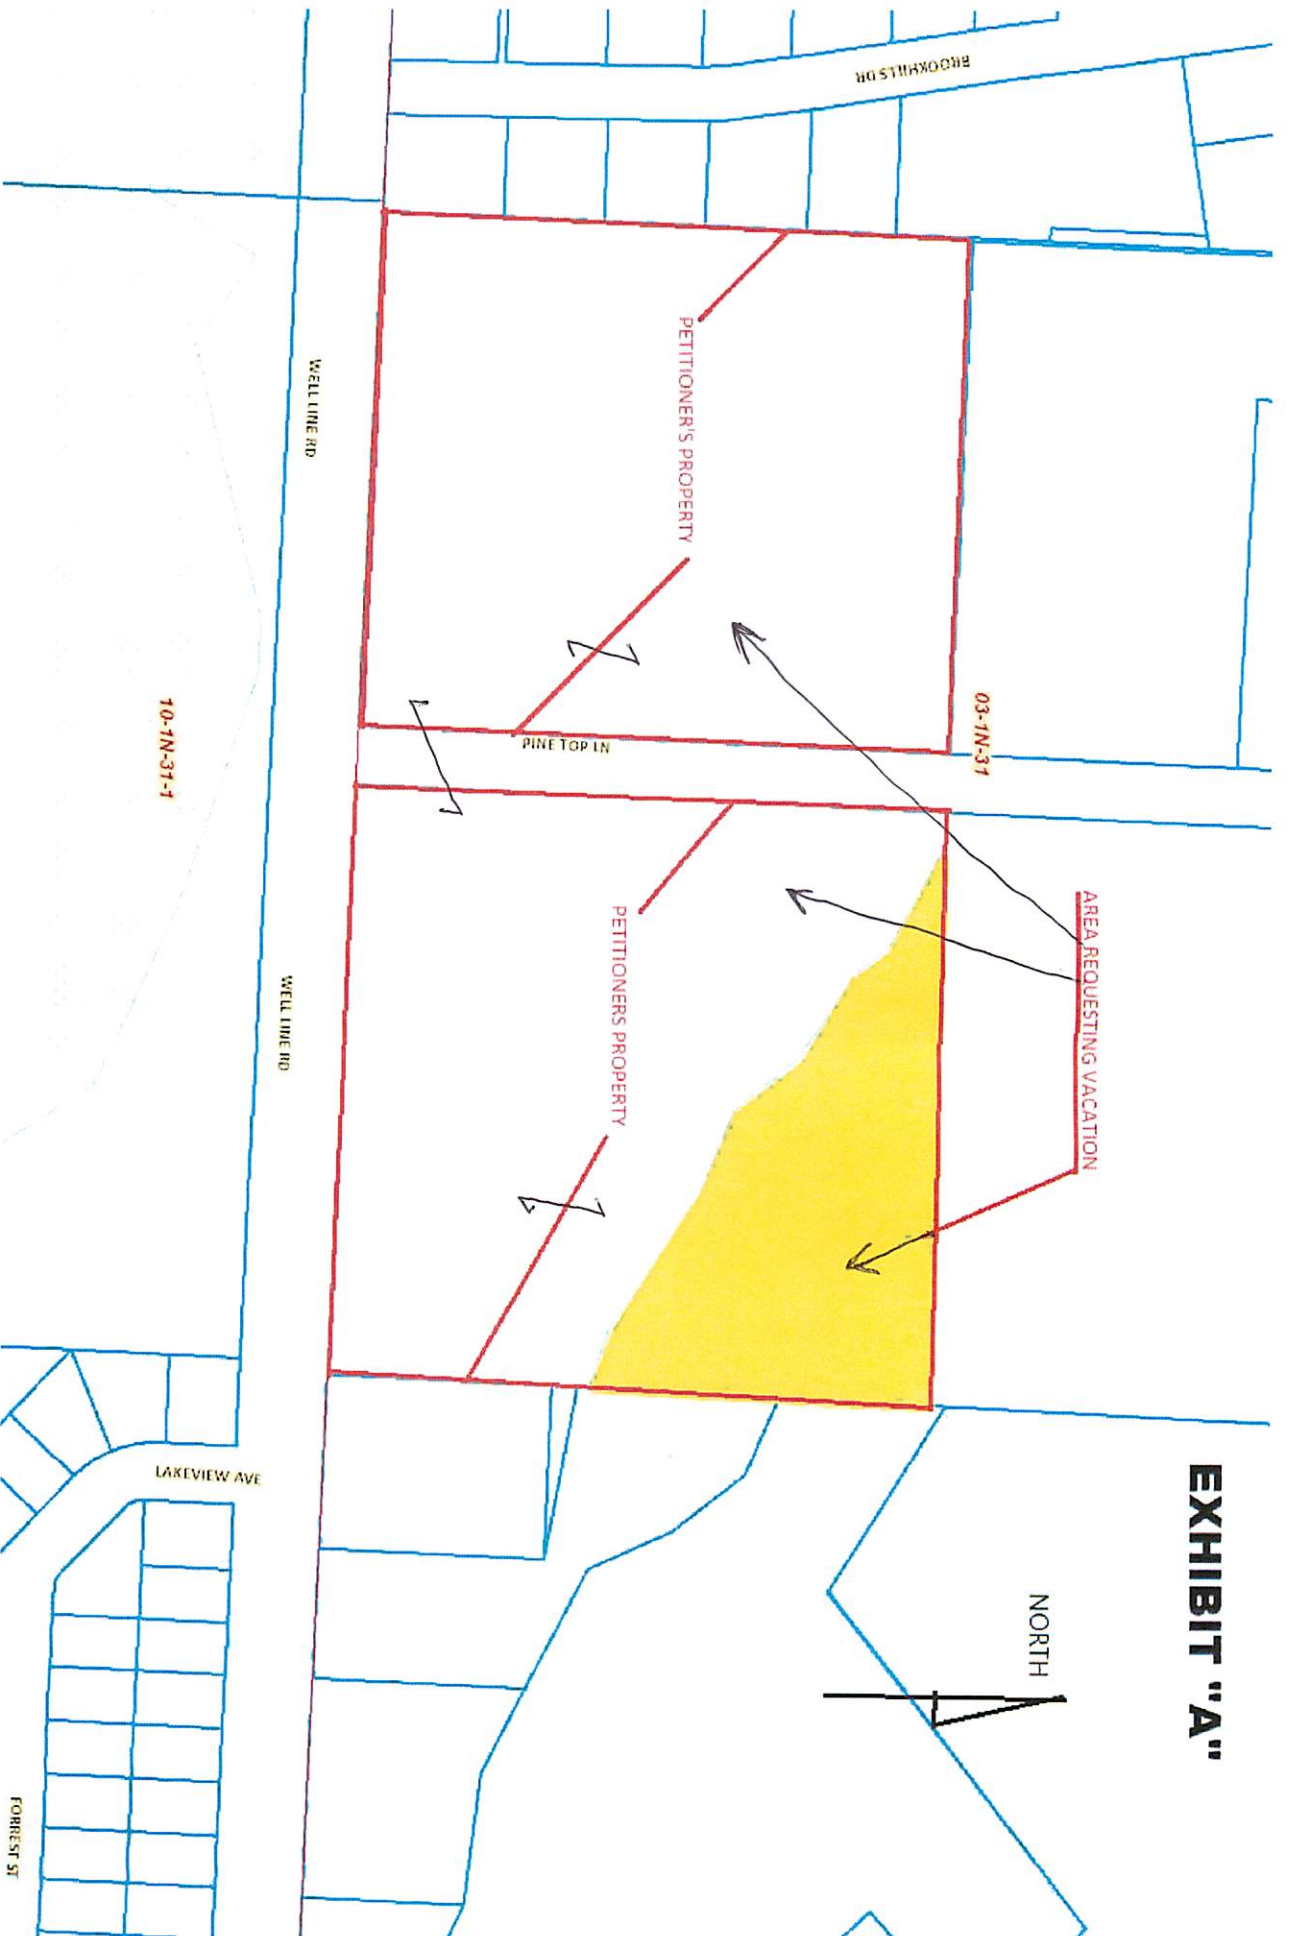 EXHIBIT "A"
NORTH
BROOKHILLS DR
AREA REQUESTING VACATION
03-1N-31
PETITIONER'S PROPERTY
PINE TOP LN
PETITIONERS PROPERTY
WELL LINE RD
WELL LINE RD
LAKEVIEW AVE
10-1N-31-1
FORREST ST